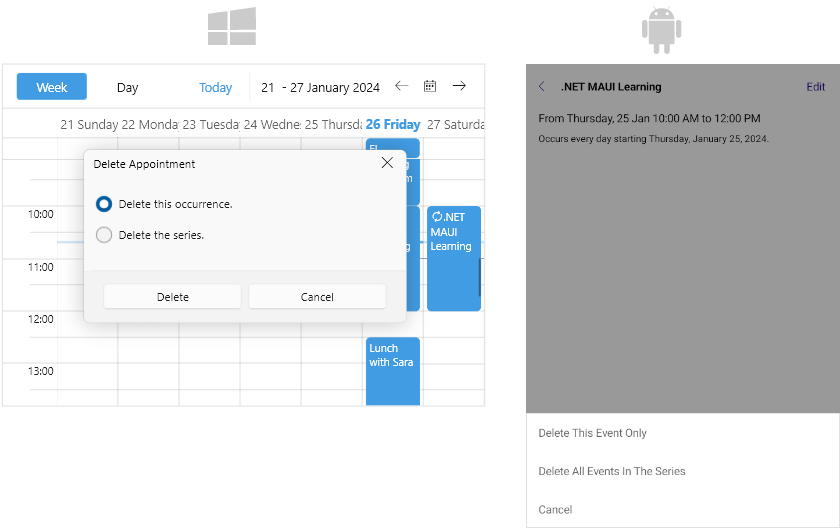 Week Day Today 21 - 27 January 2024
21 Sunday 22 Monda 23 Tuesda 24 Wedne 25 Thursda 26 Friday 27 Saturda
Delete Appointment
Delete this occurrence.
Delete the series.
Delete Cancel
10:00
11:00
12:00
13:00
.NET
MAUI
Learning
Lunch
with Sara
.NET MAUI Learning Edit
From Thursday, 25 Jan 10:00 AM to 12:00 PM
Occurs every day starting Thursday, January 25, 2024.
Delete This Event Only
Delete All Events In The Series
Cancel